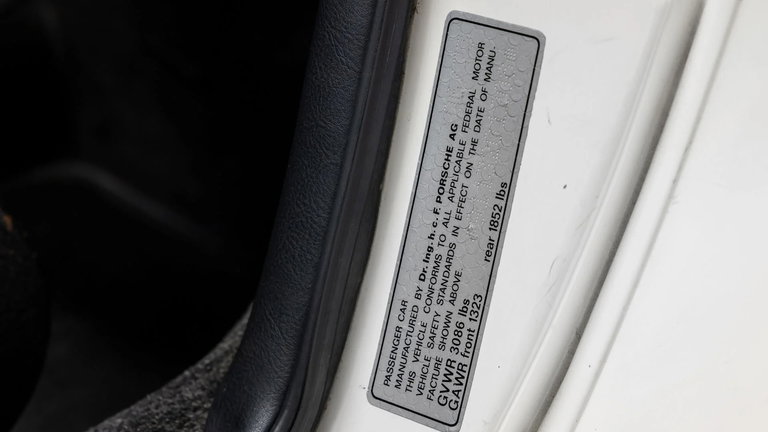 PASSENGER CAR
MANUFACTURED BY Dr. Ing. h. c. F. PORSCHE AG
THIS VEHICLE CONFORMS TO ALL APPLICABLE FEDERAL MOTOR
VEHICLE SAFETY STANDARDS IN EFFECT ON THE DATE OF MANU-
FACTURE SHOWN ABOVE.
GVWR 3086 lbs
GAWR front 1323 rear 1852 lbs